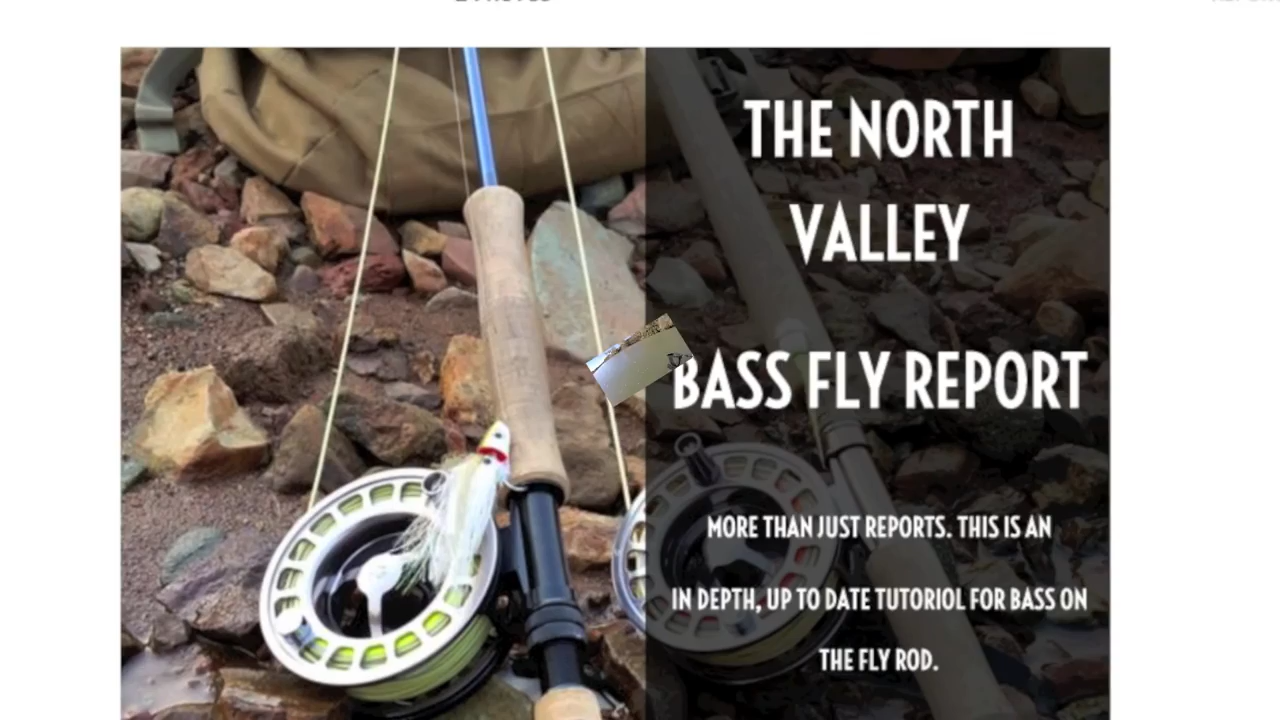 THE NORTH
VALLEY
BASS FLY REPORT
MORE THAN JUST REPORTS. THIS IS AN
IN DEPTH, UP TO DATE TUTORIOL FOR BASS ON
THE FLY ROD.